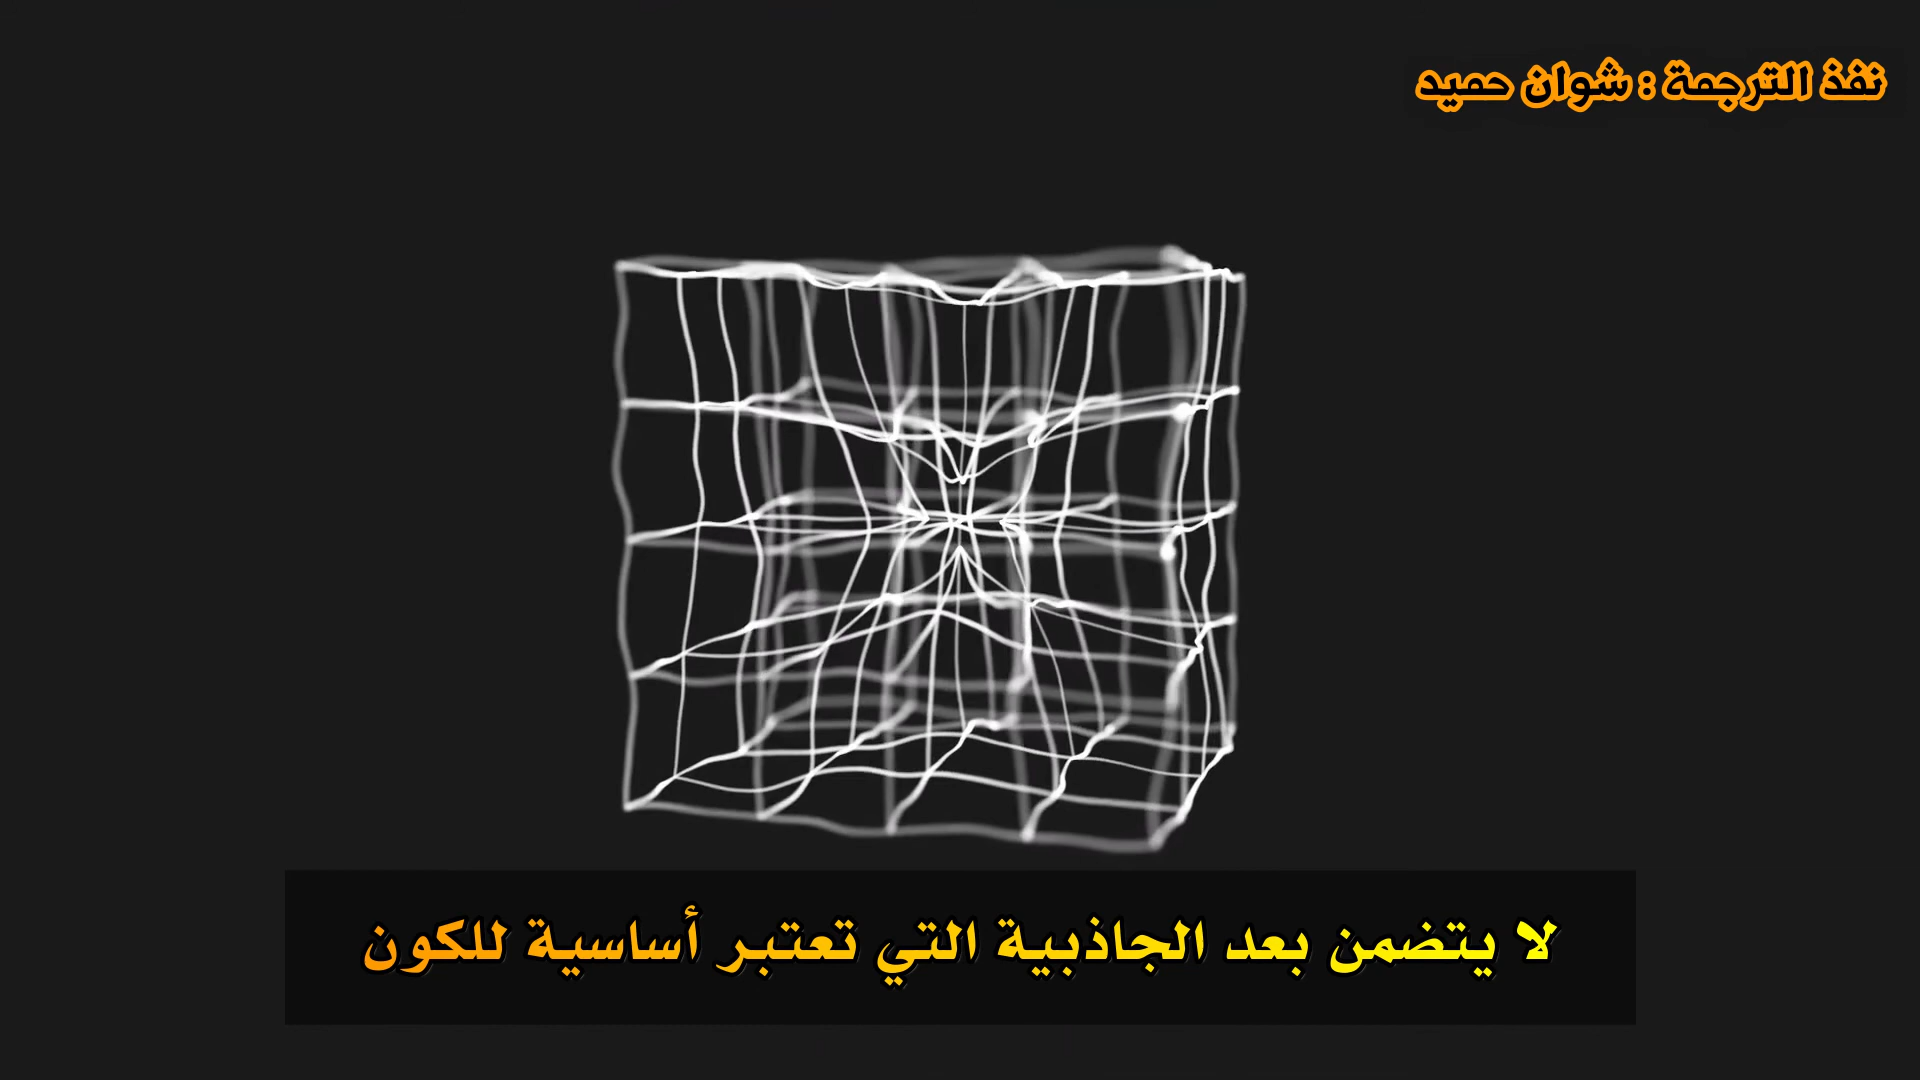 نفذ الترجمة : شوان حميد
لا يتضمن بعد الجاذبية التي تعتبر أساسية للكون